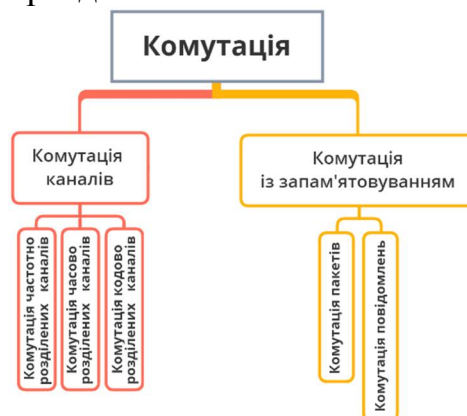 Комутація
Комутація
каналів
Комутація
із запам'ятовуванням
Комутація частотно
розділених каналів
Комутація часово
розділених каналів
Комутація кодово
розділених каналів
Комутація пакетів
Комутація повідомлень